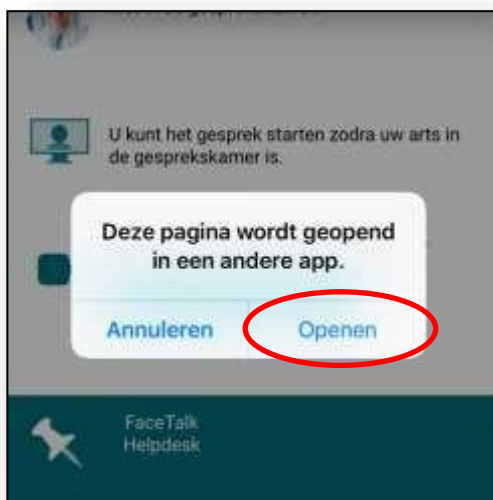 U kunt het gesprek starten zodra uw arts in
de gesprekskamer is.
Deze pagina wordt geopend
in een andere app.
Annuleren
Openen
FaceTalk
Helpdesk